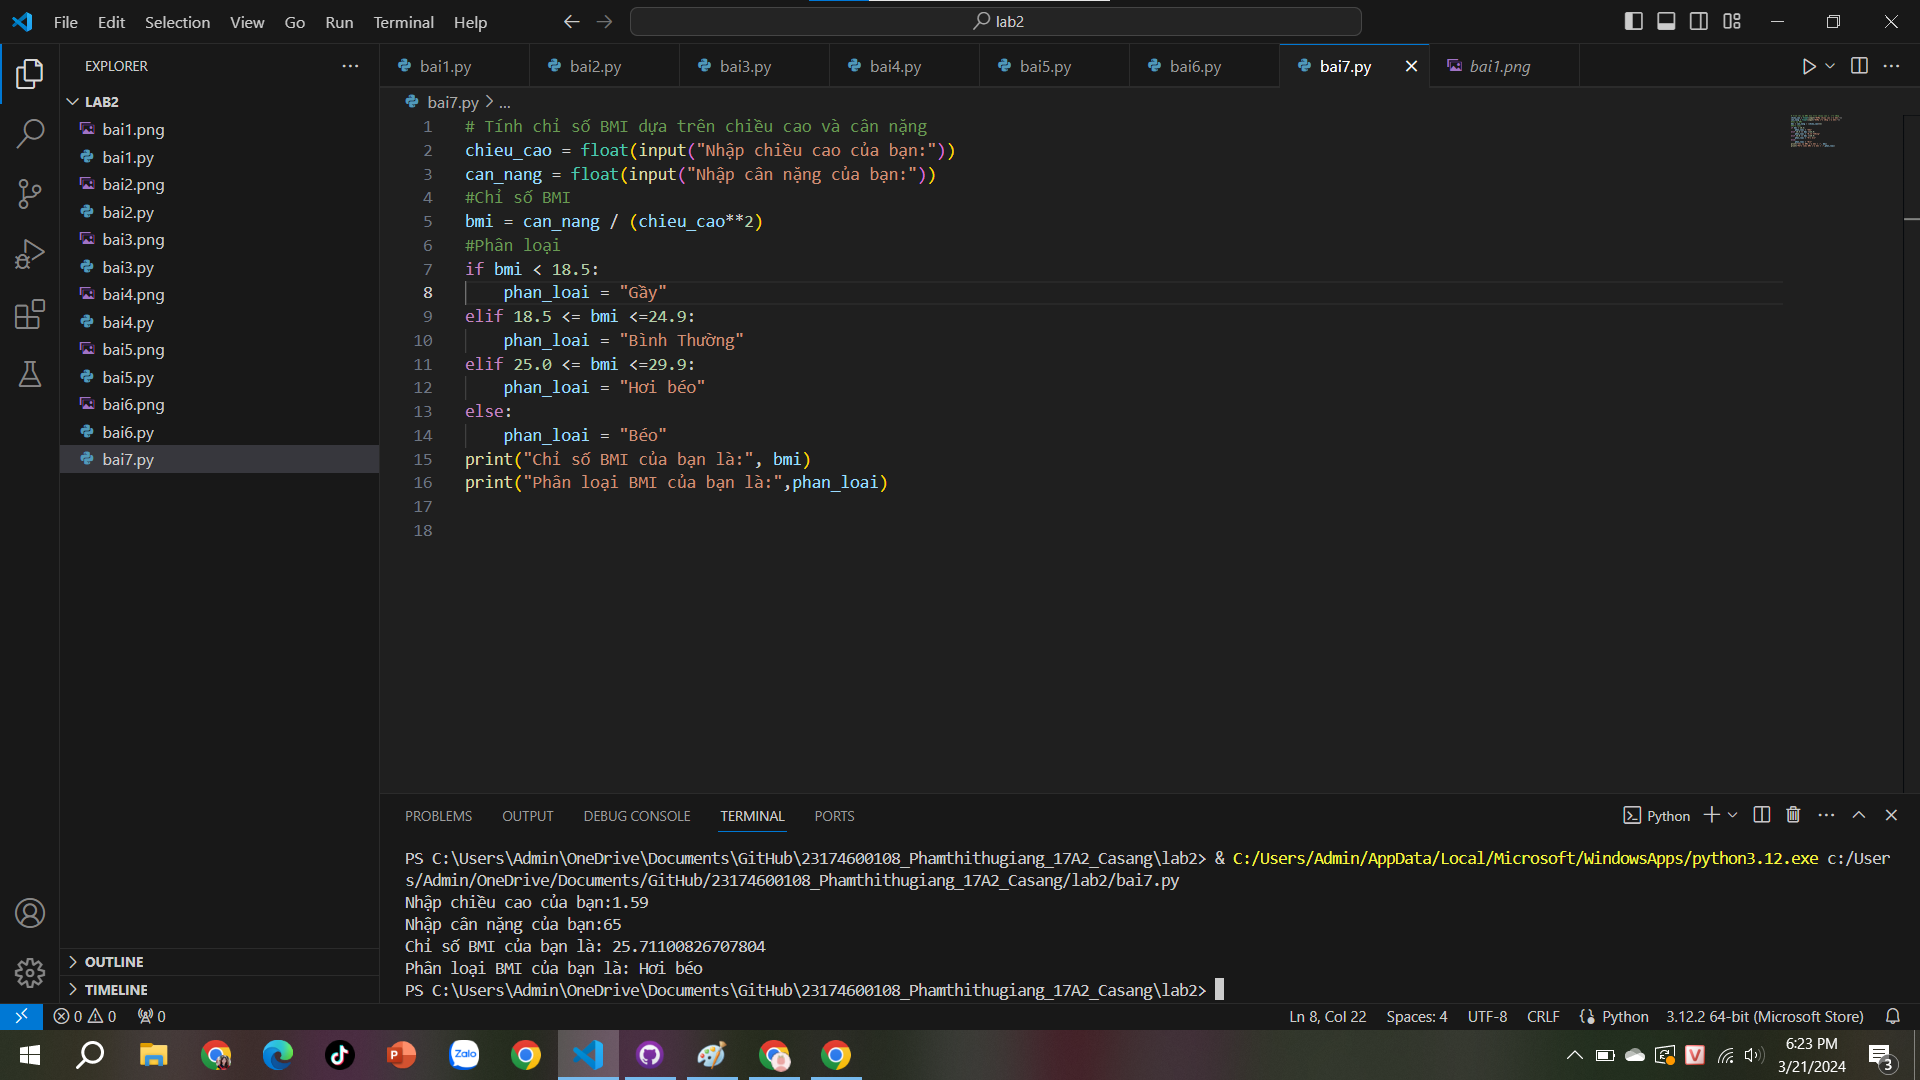 File Edit Selection View Go Run Terminal Help
lab2
EXPLORER
LAB2
bai1.png
bai1.py
bai2.png
bai2.py
bai3.png
bai3.py
bai4.png
bai4.py
bai5.png
bai5.py
bai6.png
bai6.py
bai7.py
OUTLINE
TIMELINE
bai1.py bai2.py bai3.py bai4.py bai5.py bai6.py bai7.py bai1.png
bai7.py > ...
1 # Tính chỉ số BMI dựa trên chiều cao và cân nặng
2 chieu_cao = float(input("Nhập chiều cao của bạn:"))
3 can_nang = float(input("Nhập cân nặng của bạn:"))
4 #Chỉ số BMI
5 bmi = can_nang / (chieu_cao**2)
6 #Phân loại
7 if bmi < 18.5:
8 phan_loai = "Gầy"
9 elif 18.5 <= bmi <=24.9:
10 phan_loai = "Bình Thường"
11 elif 25.0 <= bmi <=29.9:
12 phan_loai = "Hơi béo"
13 else:
14 phan_loai = "Béo"
15 print("Chỉ số BMI của bạn là:", bmi)
16 print("Phân loại BMI của bạn là:",phan_loai)
17
18
PROBLEMS OUTPUT DEBUG CONSOLE TERMINAL PORTS
Python
PS C:\Users\Admin\OneDrive\Documents\GitHub\23174600108_Phamthithugiang_17A2_Casang\lab2> & C:/Users/Admin/AppData/Local/Microsoft/WindowsApps/python3.12.exe c:/User
s/Admin/OneDrive/Documents/GitHub/23174600108_Phamthithugiang_17A2_Casang/lab2/bai7.py
Nhập chiều cao của bạn:1.59
Nhập cân nặng của bạn:65
Chỉ số BMI của bạn là: 25.71100826707804
Phân loại BMI của bạn là: Hơi béo
PS C:\Users\Admin\OneDrive\Documents\GitHub\23174600108_Phamthithugiang_17A2_Casang\lab2>
0 0 0
Ln 8, Col 22 Spaces: 4 UTF-8 CRLF Python 3.12.2 64-bit (Microsoft Store)
Zalo
V
6:23 PM
3/21/2024
3